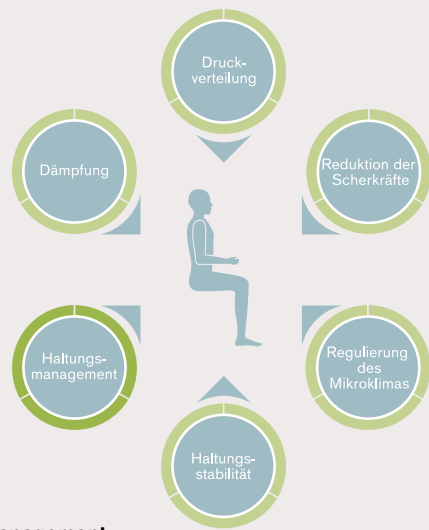 Druck-
verteilung
Dämpfung
Reduktion der
Scherkräfte
Haltungs-
management
Regulierung
des
Mikroklimas
Haltungs-
stabilität